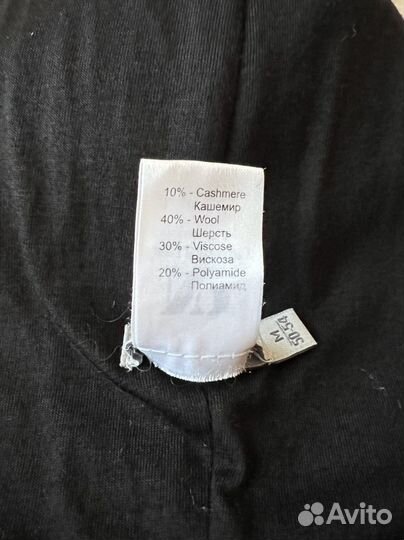 10% - Cashmere
Кашемир
40% - Wool
Шерсть
30% - Viscose
Вискоза
20% - Polyamide
Полиамид
M
50-54
Avito